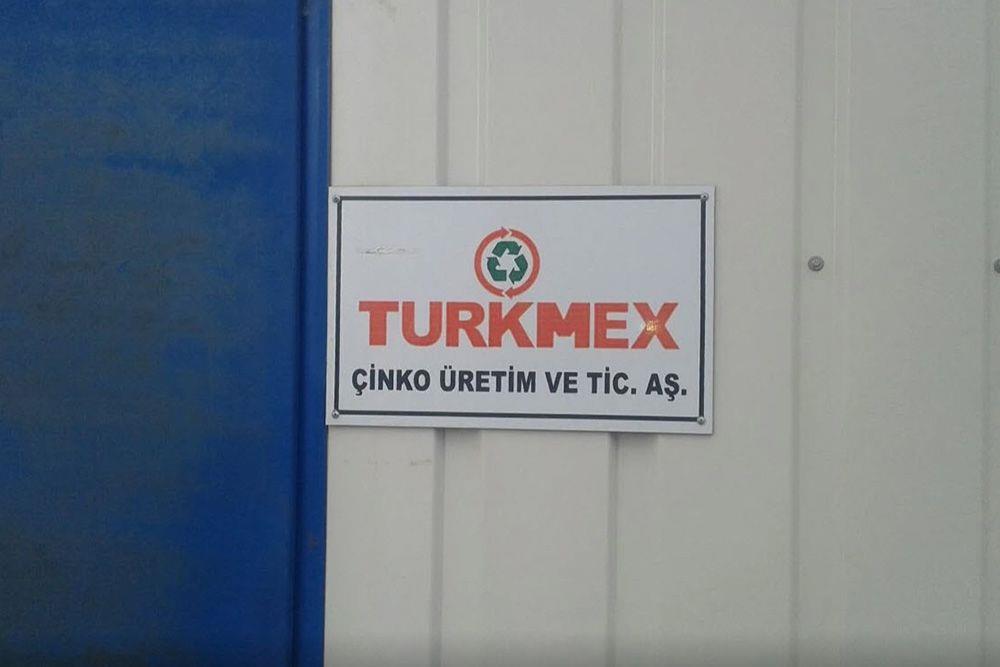 TURKMEX
ÇİNKO ÜRETİM VE TİC. AŞ.